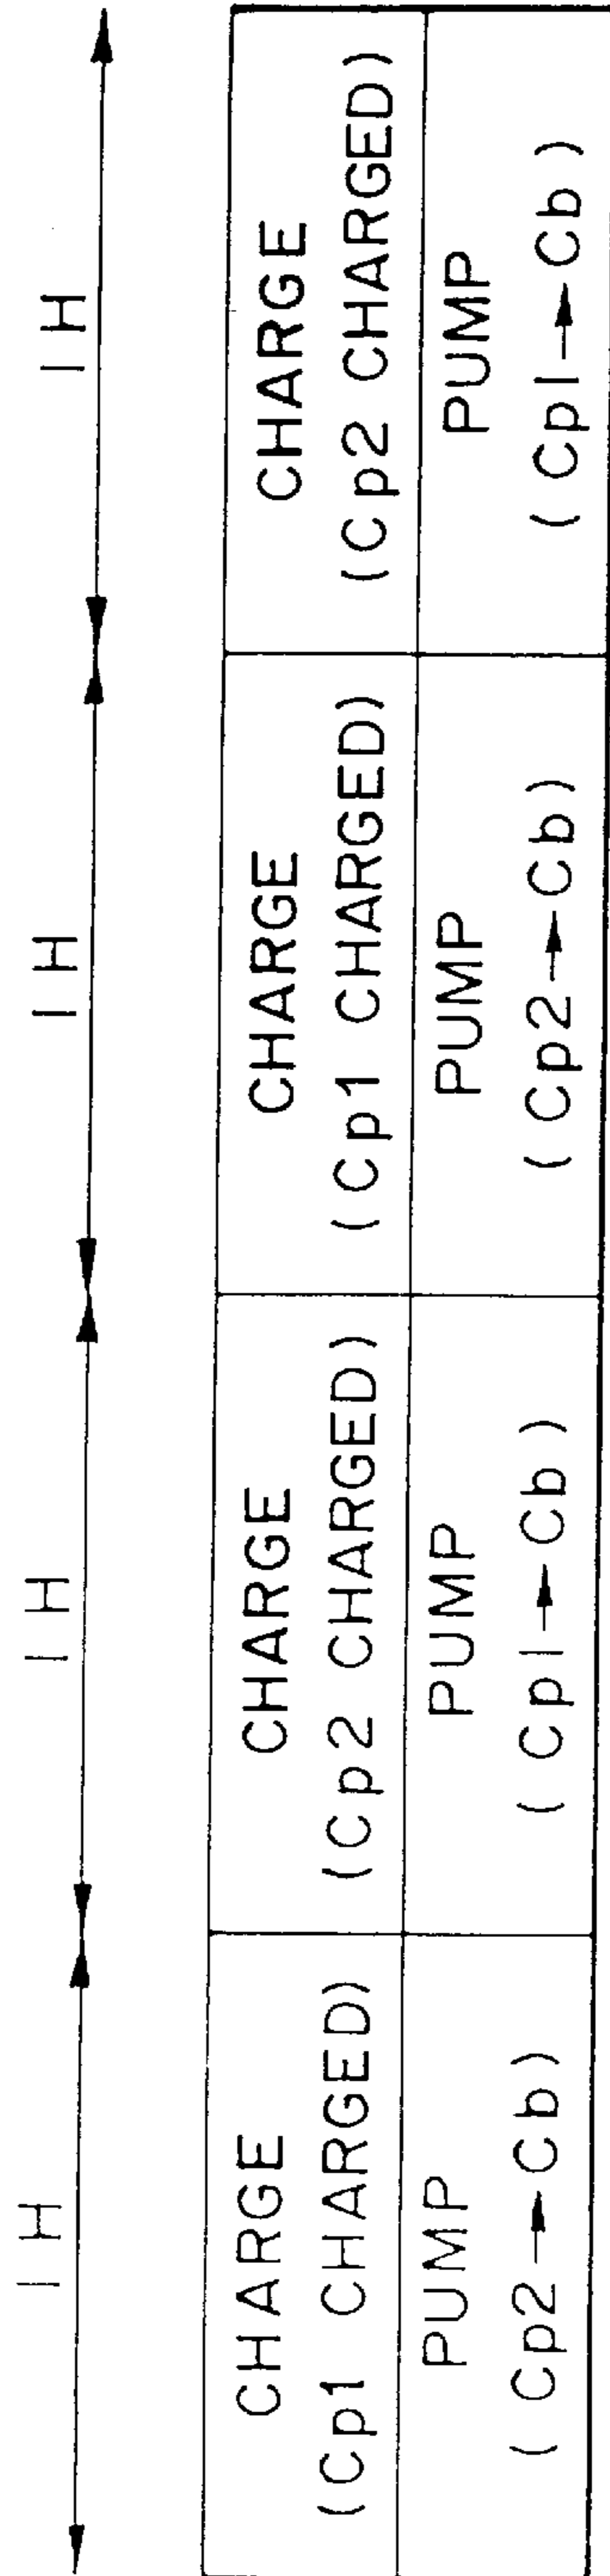 1H
1H
1H
1H
CHARGE
(Cp1 CHARGED)
CHARGE
(Cp2 CHARGED)
CHARGE
(Cp1 CHARGED)
CHARGE
(Cp2 CHARGED)
PUMP
(Cp2→Cb)
PUMP
(Cp1→Cb)
PUMP
(Cp2→Cb)
PUMP
(Cp1→Cb)